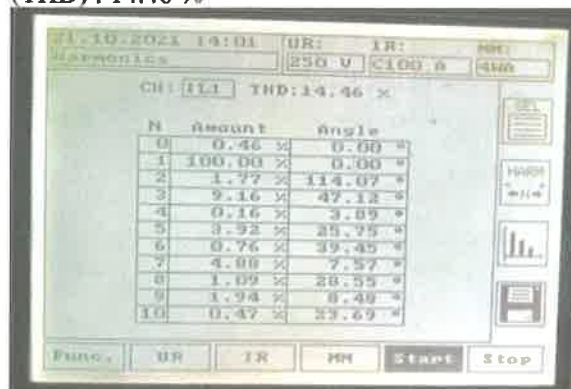 (THD) : 14.46 %
21.10.2021 14:01 UR: IR: MM:
Harmonics 250 V C100 A 4WA
CH: IL1 THD:14.46 %
SEL
N Amount Angle
0 0.46 % 0.00 °
1 100.00 % 0.00 °
2 1.77 % 114.07 °
3 9.16 % 47.12 °
4 0.16 % 3.89 °
5 3.92 % 25.75 °
6 0.76 % 39.45 °
7 4.88 % 7.57 °
8 1.09 % 28.55 °
9 1.94 % 8.48 °
10 0.47 % 23.69 °
HARM
Func. UR IR MM Start Stop